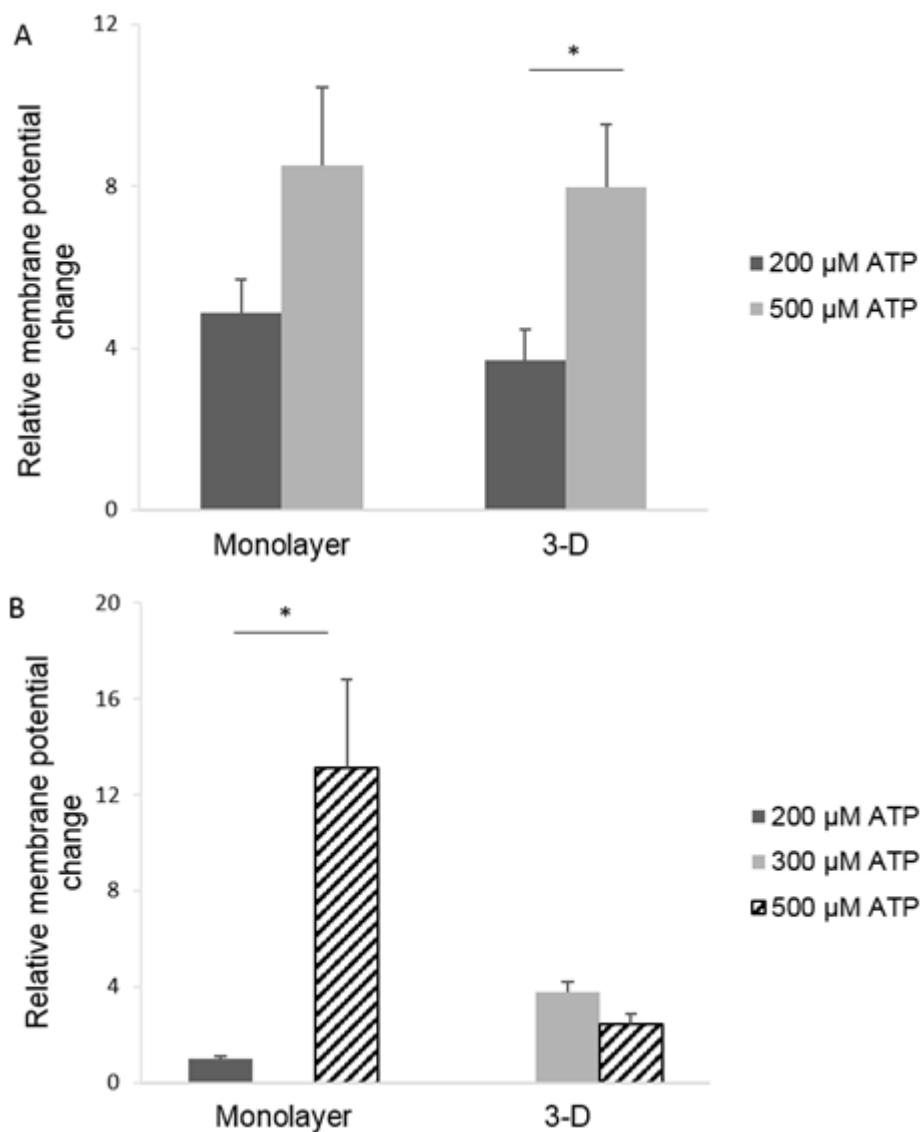 A
12
*
Relative membrane potential
change
8
4
0
200 µM ATP
500 µM ATP
Monolayer
3-D
B
20
*
Relative membrane potential
change
16
12
8
4
0
200 µM ATP
300 µM ATP
500 µM ATP
Monolayer
3-D